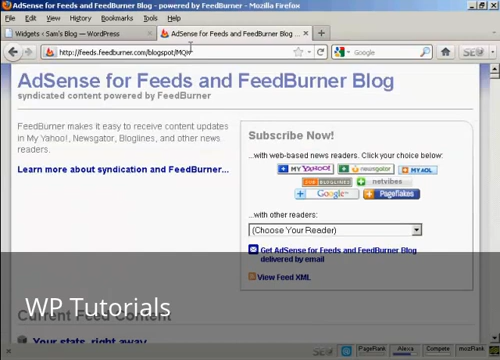 AdSense for Feeds and FeedBurner Blog - powered by FeedBurner - Mozilla Firefox
File Edit View History Bookmarks Tools Help
Widgets ‹ Sam's Blog — WordPress
AdSense for Feeds and FeedBurner Blog ...
http://feeds.feedburner.com/blogspot/MQ
Google
AdSense for Feeds and FeedBurner Blog
syndicated content powered by FeedBurner
FeedBurner makes it easy to receive content updates
in My Yahoo!, Newsgator, Bloglines, and other news
readers.
Learn more about syndication and FeedBurner...
Subscribe Now!
...with web-based news readers. Click your choice below:
MY YAHOO!
newsgator
MY AOL
BLOGLINES
netvibes
Google
Pageflakes
...with other readers:
(Choose Your Reader)
Get AdSense for Feeds and FeedBurner Blog
delivered by email
View Feed XML
WP Tutorials
Current Feed Content
Your stats, right away
PageRank Alexa Compete mozRank